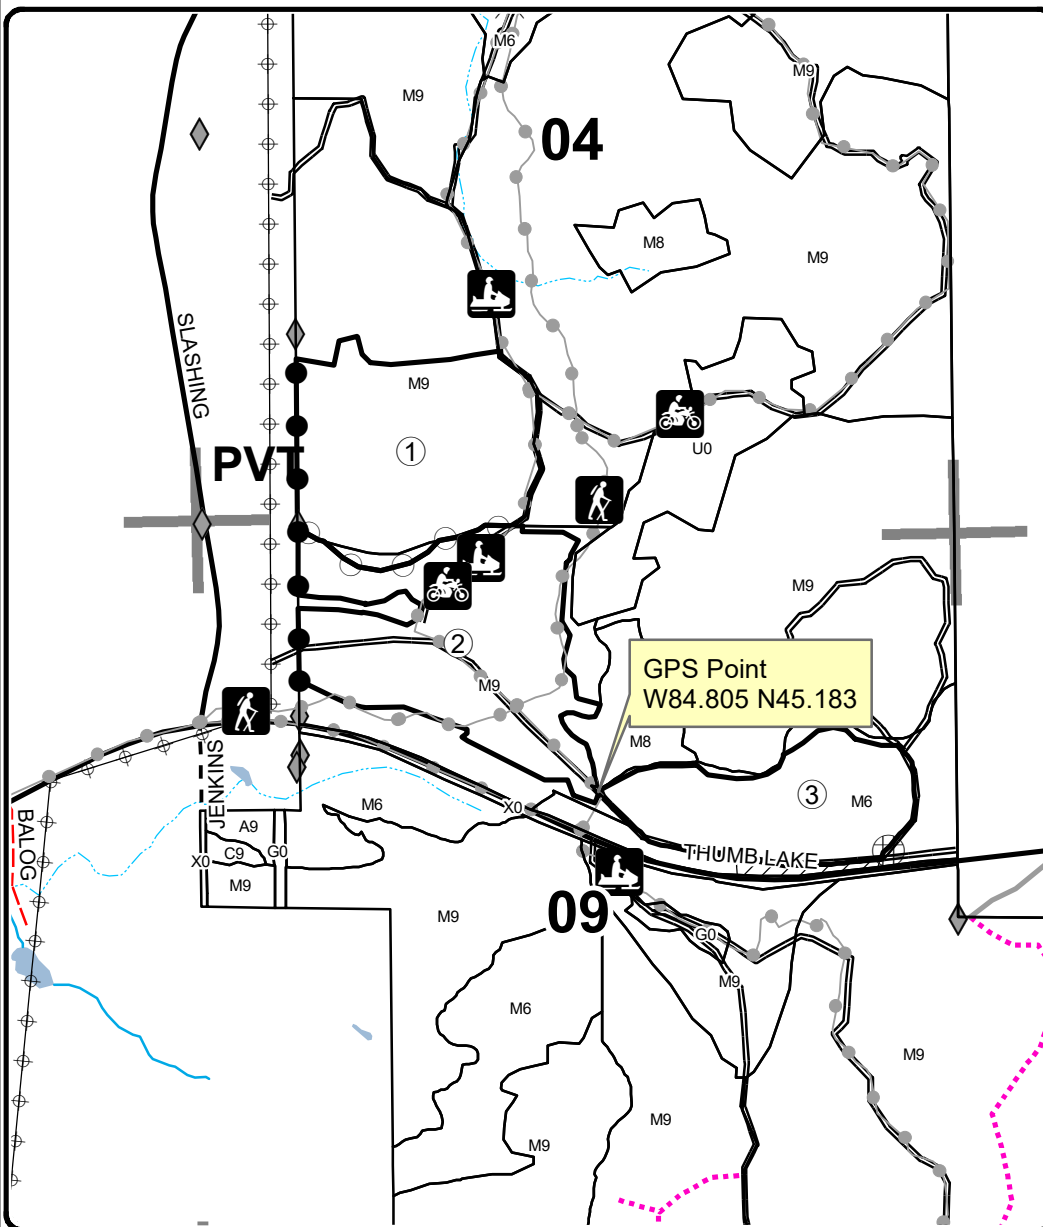 M6
M9
M9
04
M8
M9
SLASHING
M9
PVT
1
U0
M9
2
M9
GPS Point
W84.805 N45.183
M8
3
M6
JENKINS
BALOG
M6
X0
A9
C9
G0
X0
M9
THUMB LAKE
09
M9
G0
M9
M6
M9
M9
M9